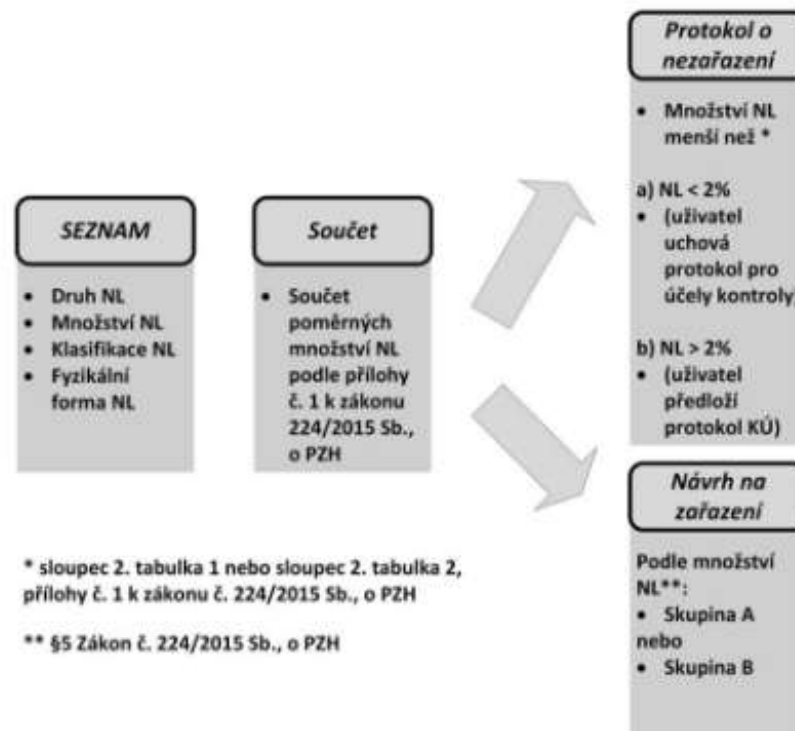 SEZNAM
• Druh NL
• Množství NL
• Klasifikace NL
• Fyzikální
forma NL
Součet
• Součet
poměrných
množství NL
podle přílohy
č. 1 k zákonu
224/2015 Sb.,
o PZH
Protokol o
nezařazení
• Množství NL
menší než *
a) NL < 2%
• (uživatel
uchová
protokol pro
účely kontroly)
b) NL > 2%
• (uživatel
předloží
protokol KÚ)
Návrh na
zařazení
Podle množství
NL**:
• Skupina A
nebo
• Skupina B
* sloupec 2. tabulka 1 nebo sloupec 2. tabulka 2,
přílohy č. 1 k zákonu č. 224/2015 Sb., o PZH
** §5 Zákon č. 224/2015 Sb., o PZH